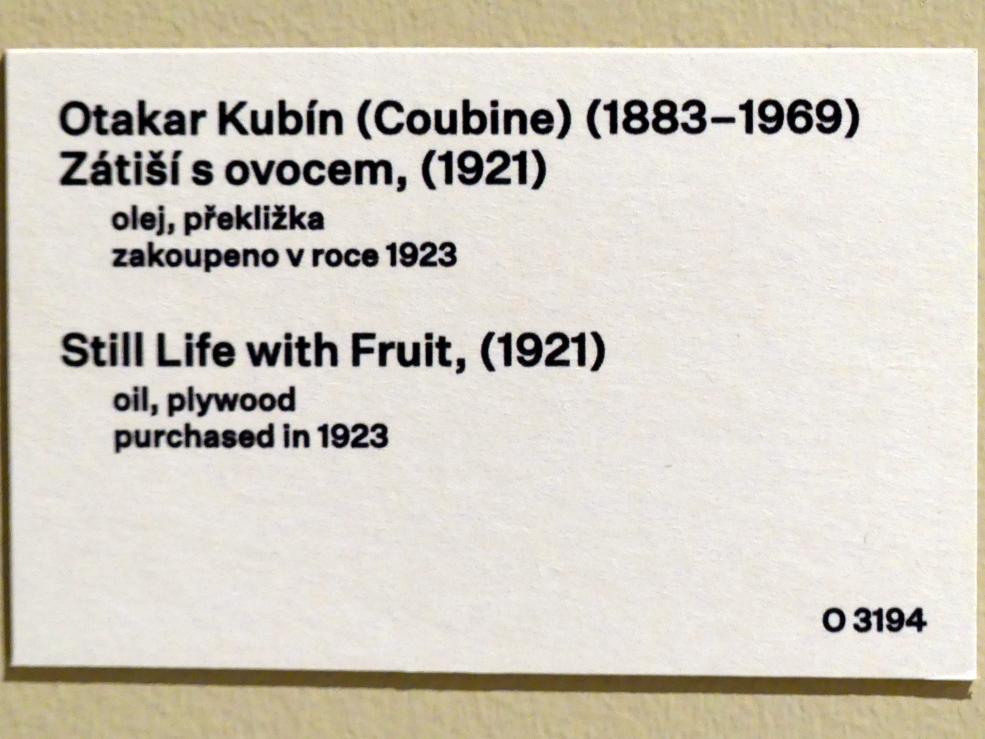 Otakar Kubín (Coubine) (1883–1969)
Zátiší s ovocem, (1921)
olej, překližka
zakoupeno v roce 1923
Still Life with Fruit, (1921)
oil, plywood
purchased in 1923
O 3194